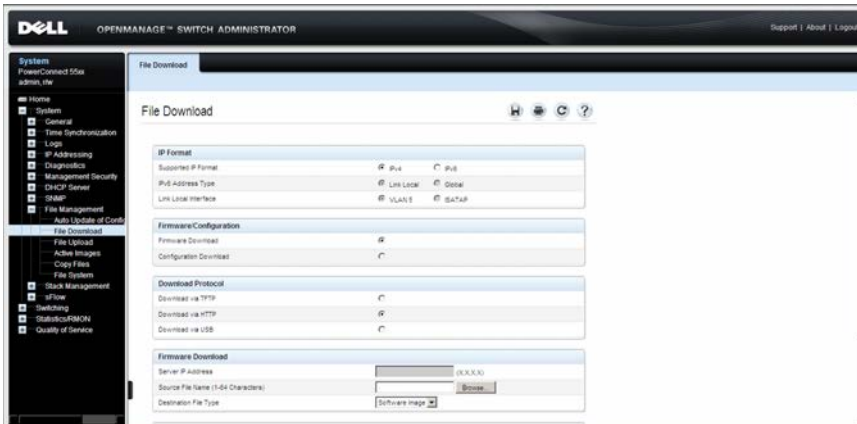 DELL OPENMANAGE™ SWITCH ADMINISTRATOR
Support | About | Logout
System
PowerConnect 55xx
admin, r/w
Home
System
General
Time Synchronization
Logs
IP Addressing
Diagnostics
Management Security
DHCP Server
SNMP
File Management
Auto Update of Config
File Download
File Upload
Active Images
Copy Files
File System
Stack Management
sFlow
Switching
Statistics/RMON
Quality of Service
File Download
File Download
IP Format
Supported IP Format IPv4 IPv6
IPv6 Address Type Link Local Global
Link Local Interface VLAN 5 ISATAP
Firmware/Configuration
Firmware Download
Configuration Download
Download Protocol
Download via TFTP
Download via HTTP
Download via USB
Firmware Download
Server IP Address (X.X.X.X)
Source File Name (1-64 Characters) Browse...
Destination File Type Software Image